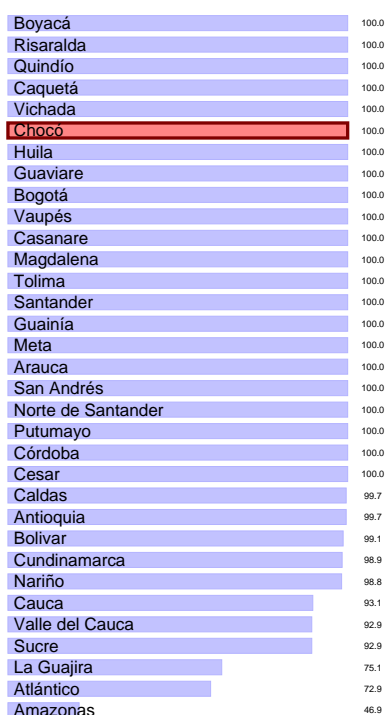 Boyacá 100.0
Risaralda 100.0
Quindío 100.0
Caquetá 100.0
Vichada 100.0
Chocó 100.0
Huila 100.0
Guaviare 100.0
Bogotá 100.0
Vaupés 100.0
Casanare 100.0
Magdalena 100.0
Tolima 100.0
Santander 100.0
Guainía 100.0
Meta 100.0
Arauca 100.0
San Andrés 100.0
Norte de Santander 100.0
Putumayo 100.0
Córdoba 100.0
Cesar 100.0
Caldas 99.7
Antioquia 99.7
Bolivar 99.1
Cundinamarca 98.9
Nariño 98.8
Cauca 93.1
Valle del Cauca 92.9
Sucre 92.9
La Guajira 75.1
Atlántico 72.9
Amazonas 46.9